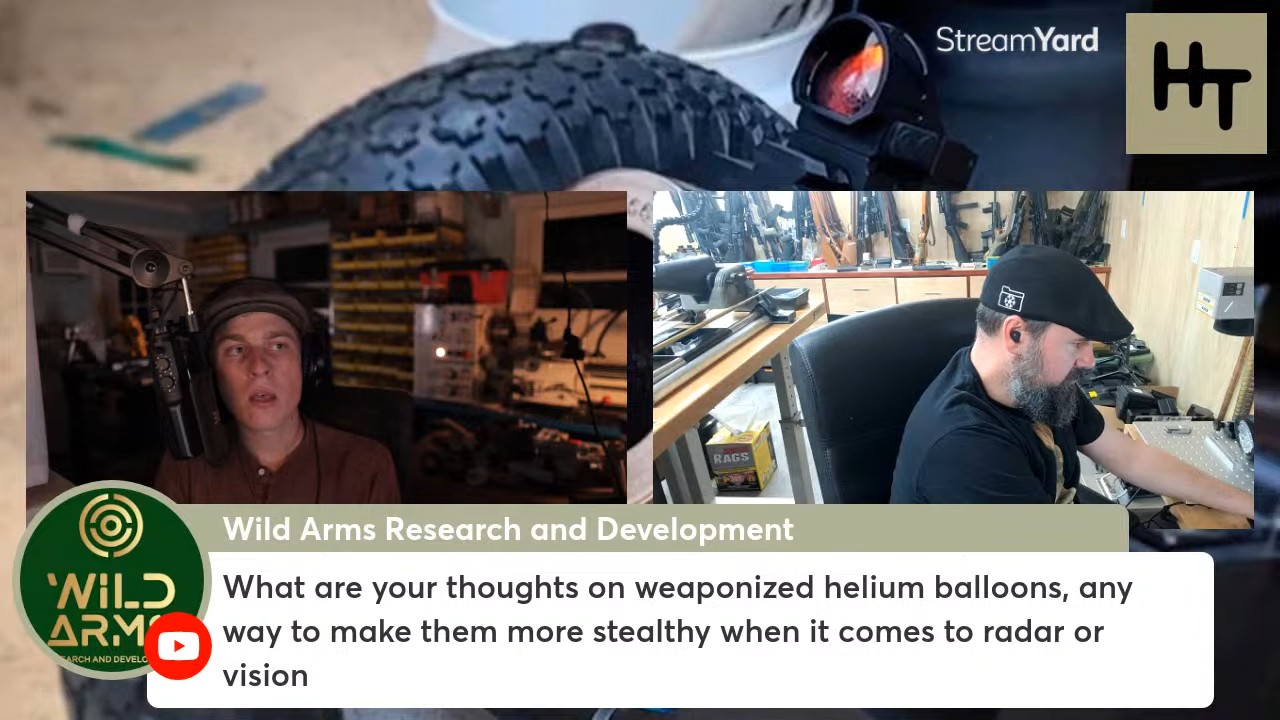 StreamYard
HT
RAGS
Wild Arms Research and Development
WiLD
ARMS
What are your thoughts on weaponized helium balloons, any
way to make them more stealthy when it comes to radar or
vision